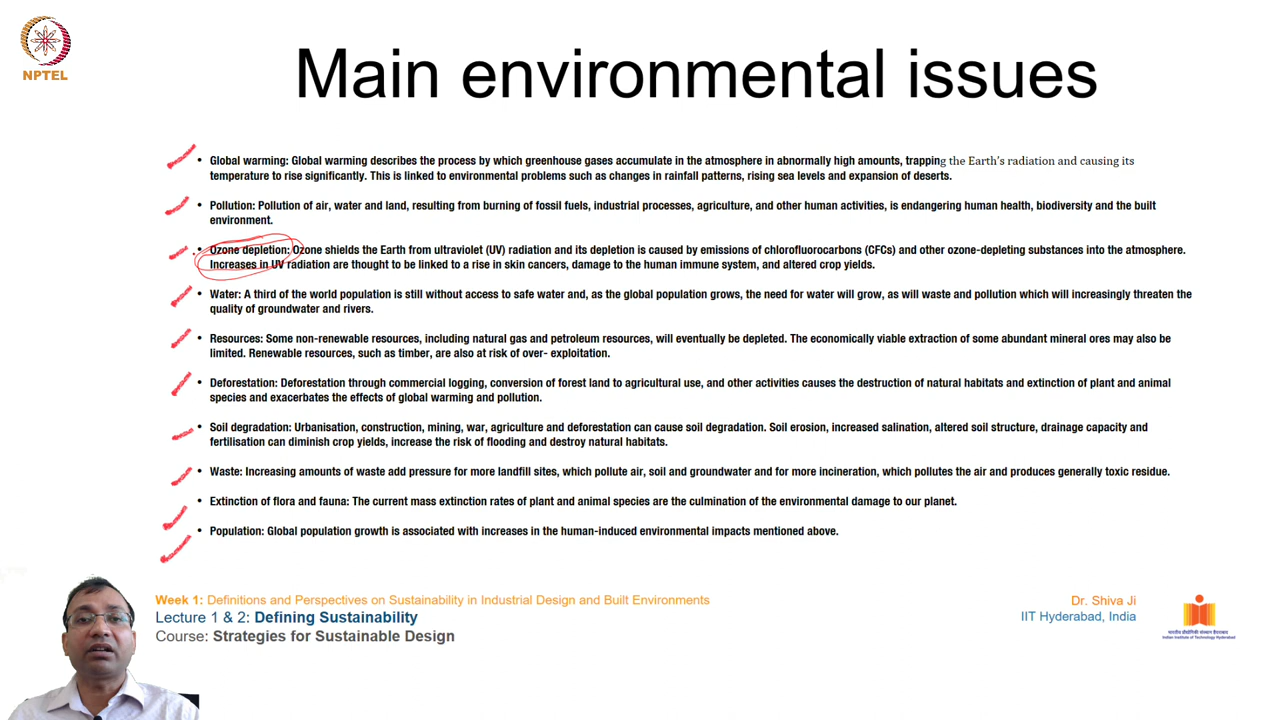 NPTEL
Main environmental issues
• Global warming: Global warming describes the process by which greenhouse gases accumulate in the atmosphere in abnormally high amounts, trapping the Earth's radiation and causing its
temperature to rise significantly. This is linked to environmental problems such as changes in rainfall patterns, rising sea levels and expansion of deserts.
• Pollution: Pollution of air, water and land, resulting from burning of fossil fuels, industrial processes, agriculture, and other human activities, is endangering human health, biodiversity and the built
environment.
• Ozone depletion: Ozone shields the Earth from ultraviolet (UV) radiation and its depletion is caused by emissions of chlorofluorocarbons (CFCs) and other ozone-depleting substances into the atmosphere.
Increases in UV radiation are thought to be linked to a rise in skin cancers, damage to the human immune system, and altered crop yields.
• Water: A third of the world population is still without access to safe water and, as the global population grows, the need for water will grow, as will waste and pollution which will increasingly threaten the
quality of groundwater and rivers.
• Resources: Some non-renewable resources, including natural gas and petroleum resources, will eventually be depleted. The economically viable extraction of some abundant mineral ores may also be
limited. Renewable resources, such as timber, are also at risk of over- exploitation.
• Deforestation: Deforestation through commercial logging, conversion of forest land to agricultural use, and other activities causes the destruction of natural habitats and extinction of plant and animal
species and exacerbates the effects of global warming and pollution.
• Soil degradation: Urbanisation, construction, mining, war, agriculture and deforestation can cause soil degradation. Soil erosion, increased salination, altered soil structure, drainage capacity and
fertilisation can diminish crop yields, increase the risk of flooding and destroy natural habitats.
• Waste: Increasing amounts of waste add pressure for more landfill sites, which pollute air, soil and groundwater and for more incineration, which pollutes the air and produces generally toxic residue.
• Extinction of flora and fauna: The current mass extinction rates of plant and animal species are the culmination of the environmental damage to our planet.
• Population: Global population growth is associated with increases in the human-induced environmental impacts mentioned above.
Week 1: Definitions and Perspectives on Sustainability in Industrial Design and Built Environments
Lecture 1 & 2: Defining Sustainability
Course: Strategies for Sustainable Design
Dr. Shiva Ji
IIT Hyderabad, India
भारतीय प्रौद्योगिकी संस्थान हैदराबाद
Indian Institute of Technology Hyderabad